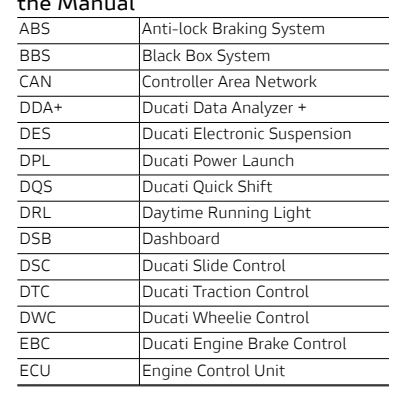 the Manual
ABS Anti-lock Braking System
BBS Black Box System
CAN Controller Area Network
DDA+ Ducati Data Analyzer +
DES Ducati Electronic Suspension
DPL Ducati Power Launch
DQS Ducati Quick Shift
DRL Daytime Running Light
DSB Dashboard
DSC Ducati Slide Control
DTC Ducati Traction Control
DWC Ducati Wheelie Control
EBC Ducati Engine Brake Control
ECU Engine Control Unit